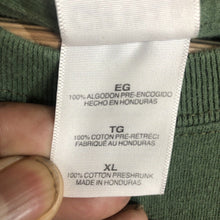 EG
100% ALGODON PRE-ENCOGIDO
HECHO EN HONDURAS
TG
100% COTON PRE-RÉTRÉCI
FABRIQUÉ AU HONDURAS
XL
100% COTTON PRESHRUNK
MADE IN HONDURAS